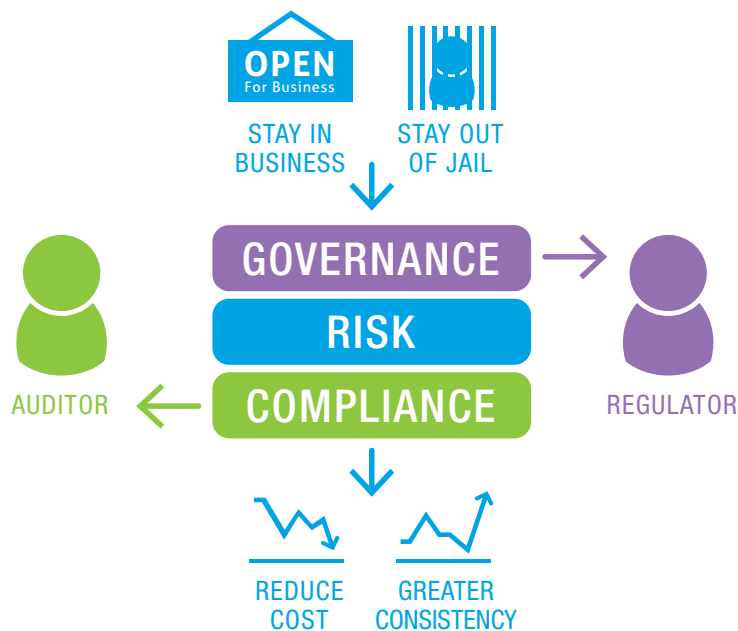 OPEN
For Business
STAY IN
BUSINESS
STAY OUT
OF JAIL
GOVERNANCE
RISK
COMPLIANCE
AUDITOR
REGULATOR
REDUCE
COST
GREATER
CONSISTENCY